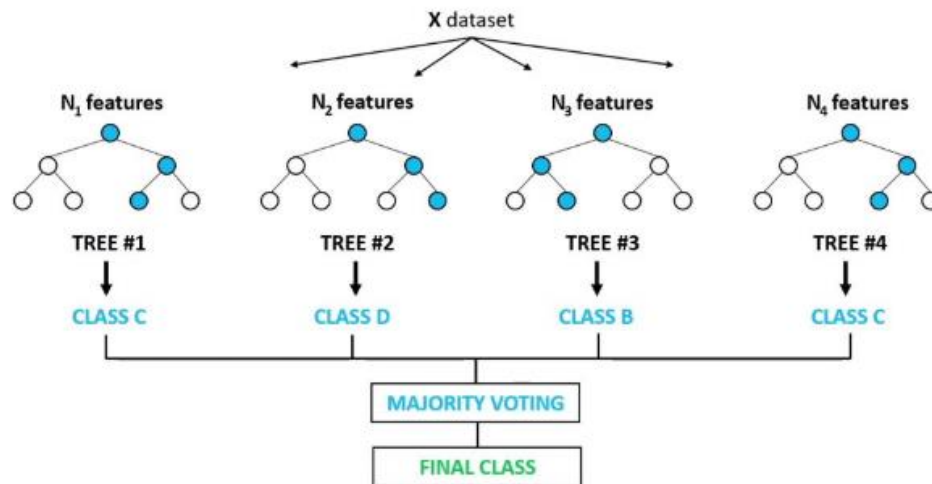 X dataset
N₁ features N₂ features N₃ features N₄ features
TREE #1 TREE #2 TREE #3 TREE #4
CLASS C CLASS D CLASS B CLASS C
MAJORITY VOTING
FINAL CLASS